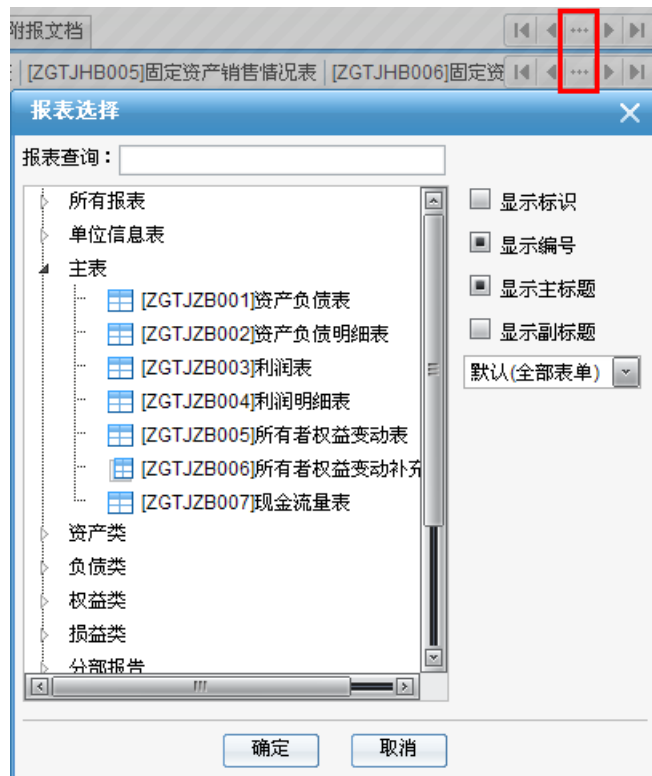 附报文档
[ZGTJHB005]固定资产销售情况表 [ZGTJHB006]固定资
报表选择
报表查询：
所有报表
显示标识
单位信息表
显示编号
主表
显示主标题
[ZGTJZB001]资产负债表
[ZGTJZB002]资产负债明细表
显示副标题
[ZGTJZB003]利润表
默认(全部表单)
[ZGTJZB004]利润明细表
[ZGTJZB005]所有者权益变动表
[ZGTJZB006]所有者权益变动补充
[ZGTJZB007]现金流量表
资产类
负债类
权益类
损益类
分部报告
确定 取消